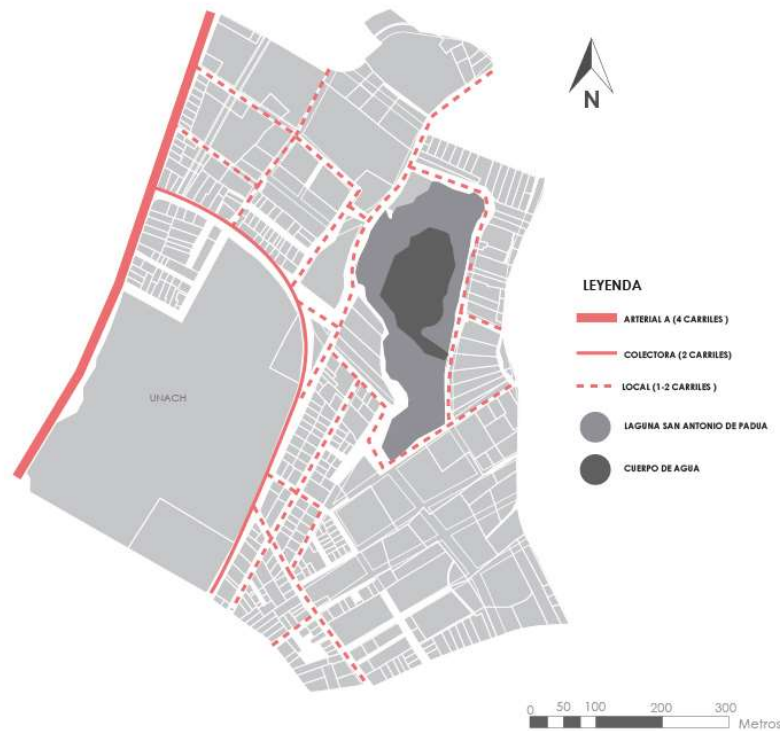 N
LEYENDA
ARTERIAL A (4 CARRILES )
COLECTORA (2 CARRILES)
LOCAL (1-2 CARRILES )
LAGUNA SAN ANTONIO DE PADUA
CUERPO DE AGUA
UNACH
0 50 100 200 300
Metros